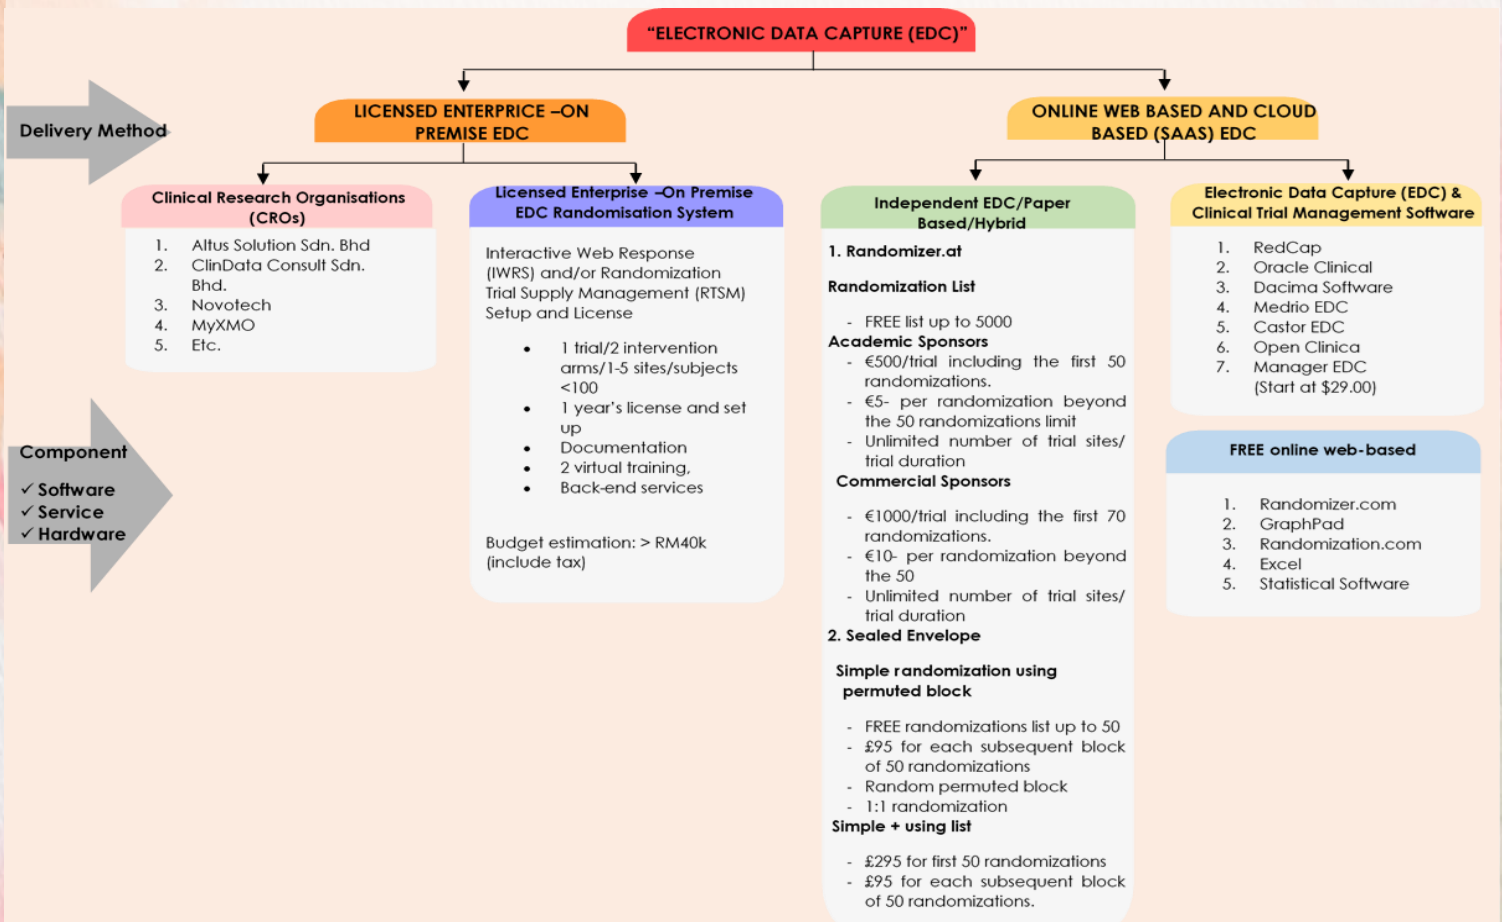 “ELECTRONIC DATA CAPTURE (EDC)”
Delivery Method
LICENSED ENTERPRICE –ON
PREMISE EDC
ONLINE WEB BASED AND CLOUD
BASED (SAAS) EDC
Clinical Research Organisations
(CROs)
1. Altus Solution Sdn. Bhd
2. ClinData Consult Sdn.
Bhd.
3. Novotech
4. MyXMO
5. Etc.
Licensed Enterprise –On Premise
EDC Randomisation System
Interactive Web Response
(IWRS) and/or Randomization
Trial Supply Management (RTSM)
Setup and License
• 1 trial/2 intervention
arms/1-5 sites/subjects
<100
• 1 year’s license and set
up
• Documentation
• 2 virtual training,
• Back-end services
Budget estimation: > RM40k
(include tax)
Independent EDC/Paper
Based/Hybrid
1. Randomizer.at
Randomization List
- FREE list up to 5000
Academic Sponsors
- €500/trial including the first 50
randomizations.
- €5- per randomization beyond
the 50 randomizations limit
- Unlimited number of trial sites/
trial duration
Commercial Sponsors
- €1000/trial including the first 70
randomizations.
- €10- per randomization beyond
the 50
- Unlimited number of trial sites/
trial duration
2. Sealed Envelope
Simple randomization using
permuted block
- FREE randomizations list up to 50
- £95 for each subsequent block
of 50 randomizations
- Random permuted block
- 1:1 randomization
Simple + using list
- £295 for first 50 randomizations
- £95 for each subsequent block
of 50 randomizations.
Electronic Data Capture (EDC) &
Clinical Trial Management Software
1. RedCap
2. Oracle Clinical
3. Dacima Software
4. Medrio EDC
5. Castor EDC
6. Open Clinica
7. Manager EDC
(Start at $29.00)
FREE online web-based
1. Randomizer.com
2. GraphPad
3. Randomization.com
4. Excel
5. Statistical Software
Component
✓ Software
✓ Service
✓ Hardware